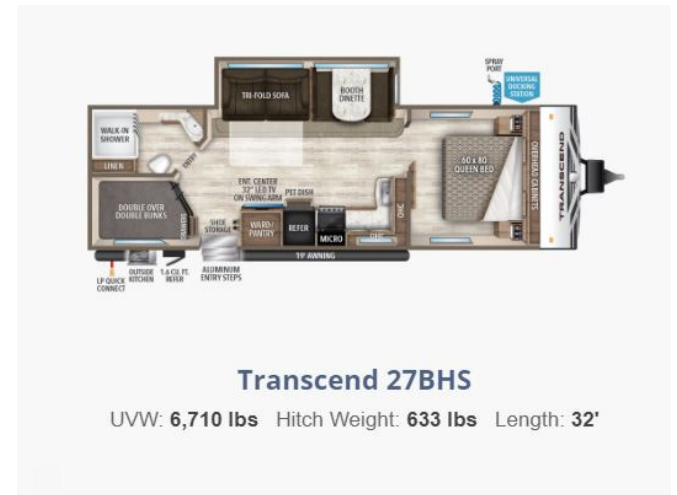 SPRAY
PORT
UNIVERSAL
DOCKING
STATION
TRI-FOLD SOFA
BOOTH
DINETTE
WALK-IN
SHOWER
LINEN
ENTRY
60 x 80
QUEEN BED
OVERHEAD CABINETS
TRANSCEND
ENT. CENTER
32" LED TV
ON SWING ARM
PET DISH
DOUBLE OVER
DOUBLE BUNKS
DRAWERS
SHOE
STORAGE
WARD/
PANTRY
REFER
MICRO
OHC
OHC
19' AWNING
LP QUICK
CONNECT
OUTSIDE
KITCHEN
1.6 CU. FT.
REFER
ALUMINUM
ENTRY STEPS
Transcend 27BHS
UVW: 6,710 lbs Hitch Weight: 633 lbs Length: 32'